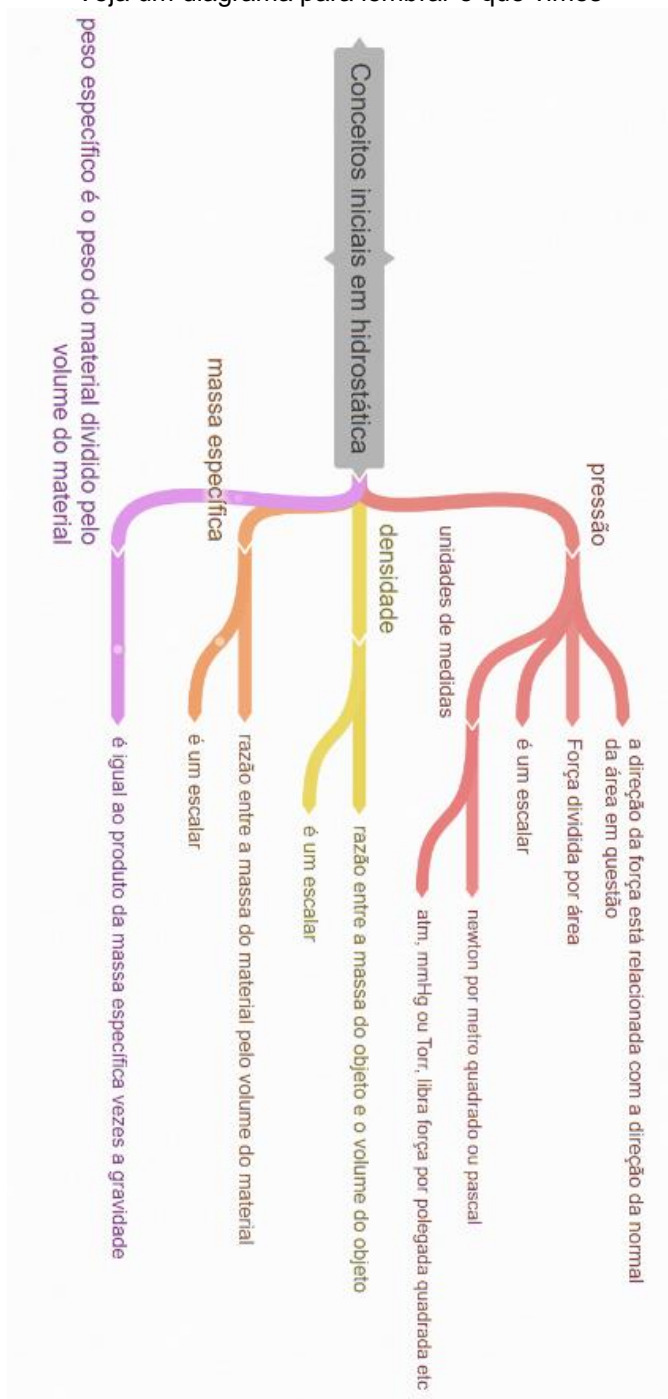 Veja um diagrama para lembrar o que vimos
Conceitos iniciais em hidrostática
pressão
a direção da força está relacionada com a direção da normal
da área em questão
Força dividida por área
é um escalar
unidades de medidas
newton por metro quadrado ou pascal
atm, mmHg ou Torr, libra força por polegada quadrada etc
densidade
razão entre a massa do objeto e o volume do objeto
é um escalar
massa específica
razão entre a massa do material pelo volume do material
é um escalar
peso específico é o peso do material dividido pelo
volume do material
é igual ao produto da massa específica vezes a gravidade